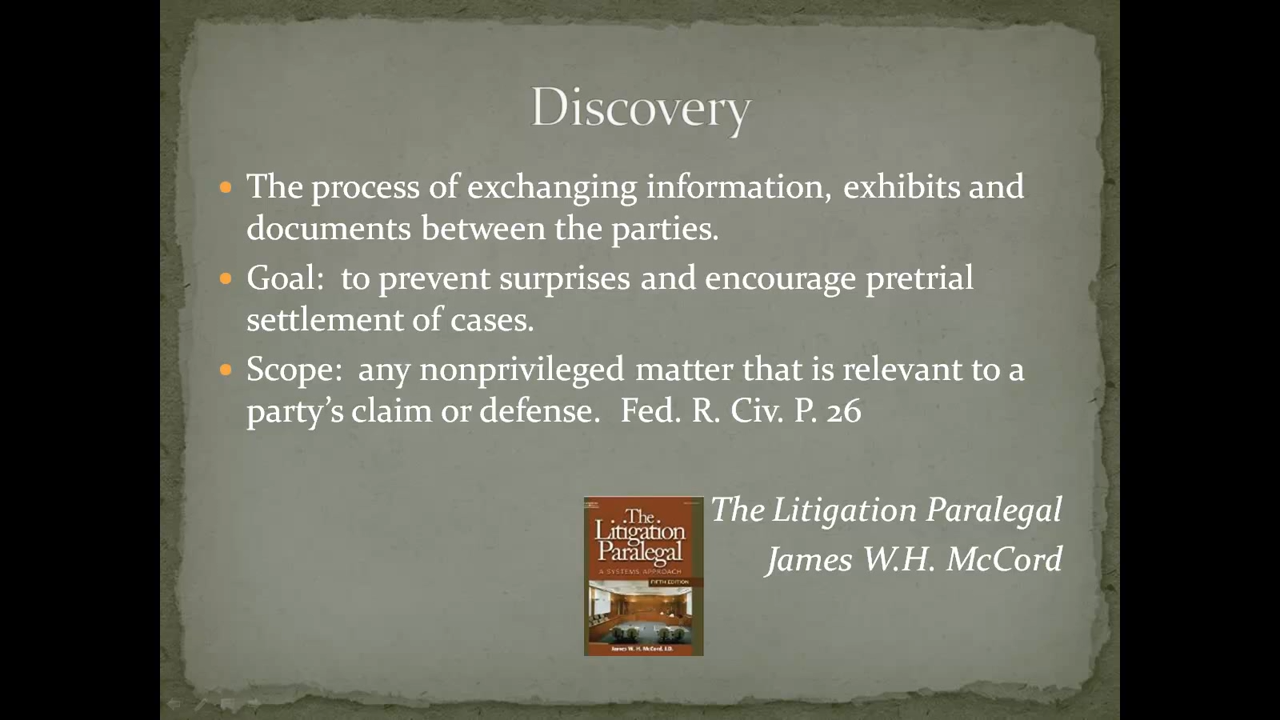 Discovery
The process of exchanging information, exhibits and
documents between the parties.
Goal: to prevent surprises and encourage pretrial
settlement of cases.
Scope: any nonprivileged matter that is relevant to a
party's claim or defense. Fed. R. Civ. P. 26
The Litigation Paralegal
James W.H. McCord
The
Litigation
Paralegal
A SYSTEMS APPROACH
FIFTH EDITION
James W. H. McCord, J.D.